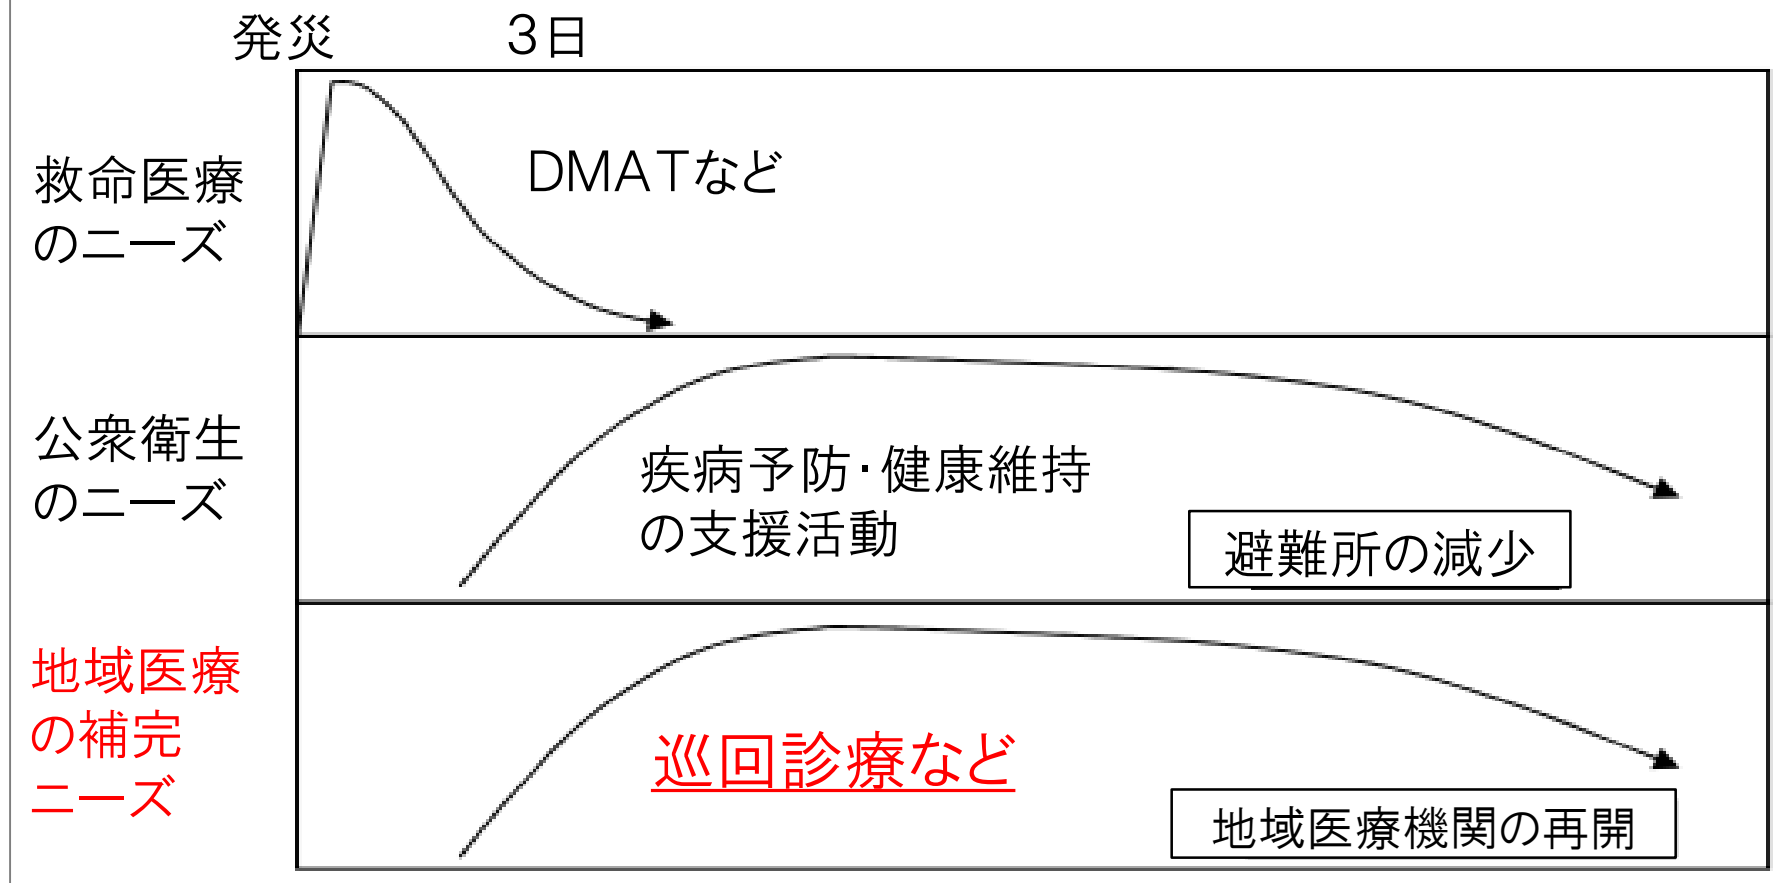 発災 3日
救命医療
のニーズ
DMATなど
公衆衛生
のニーズ
疾病予防・健康維持
の支援活動
避難所の減少
地域医療
の補完
ニーズ
巡回診療など
地域医療機関の再開